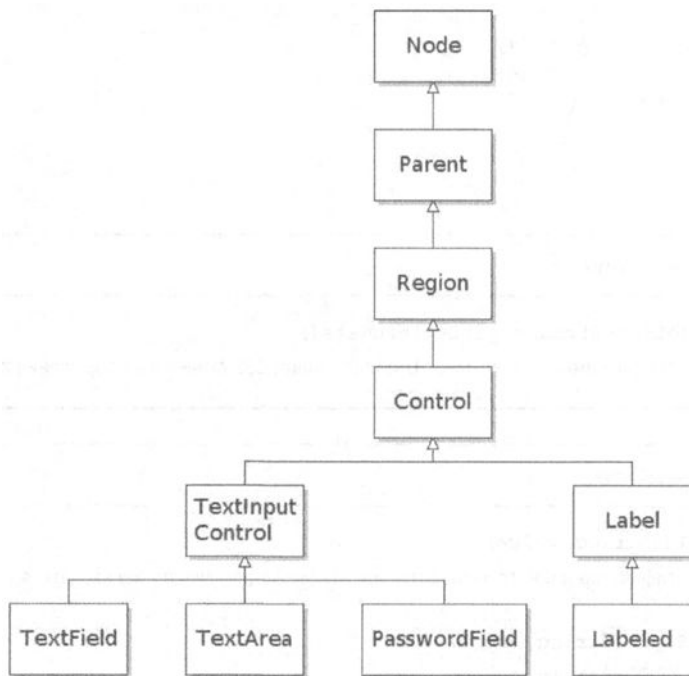 Node
Parent
Region
Control
TextInput
Control
Label
TextField
TextArea
PasswordField
Labeled